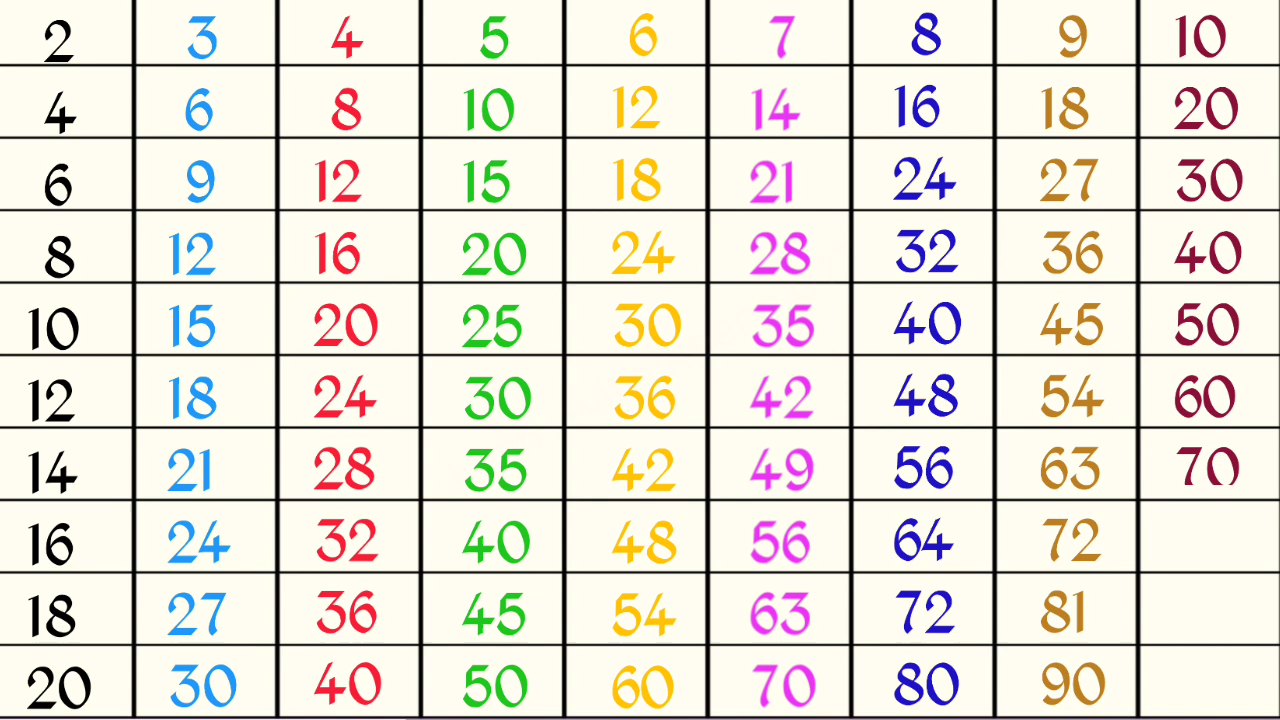 2 3 4 5 6 7 8 9 10
4 6 8 10 12 14 16 18 20
6 9 12 15 18 21 24 27 30
8 12 16 20 24 28 32 36 40
10 15 20 25 30 35 40 45 50
12 18 24 30 36 42 48 54 60
14 21 28 35 42 49 56 63 70
16 24 32 40 48 56 64 72
18 27 36 45 54 63 72 81
20 30 40 50 60 70 80 90